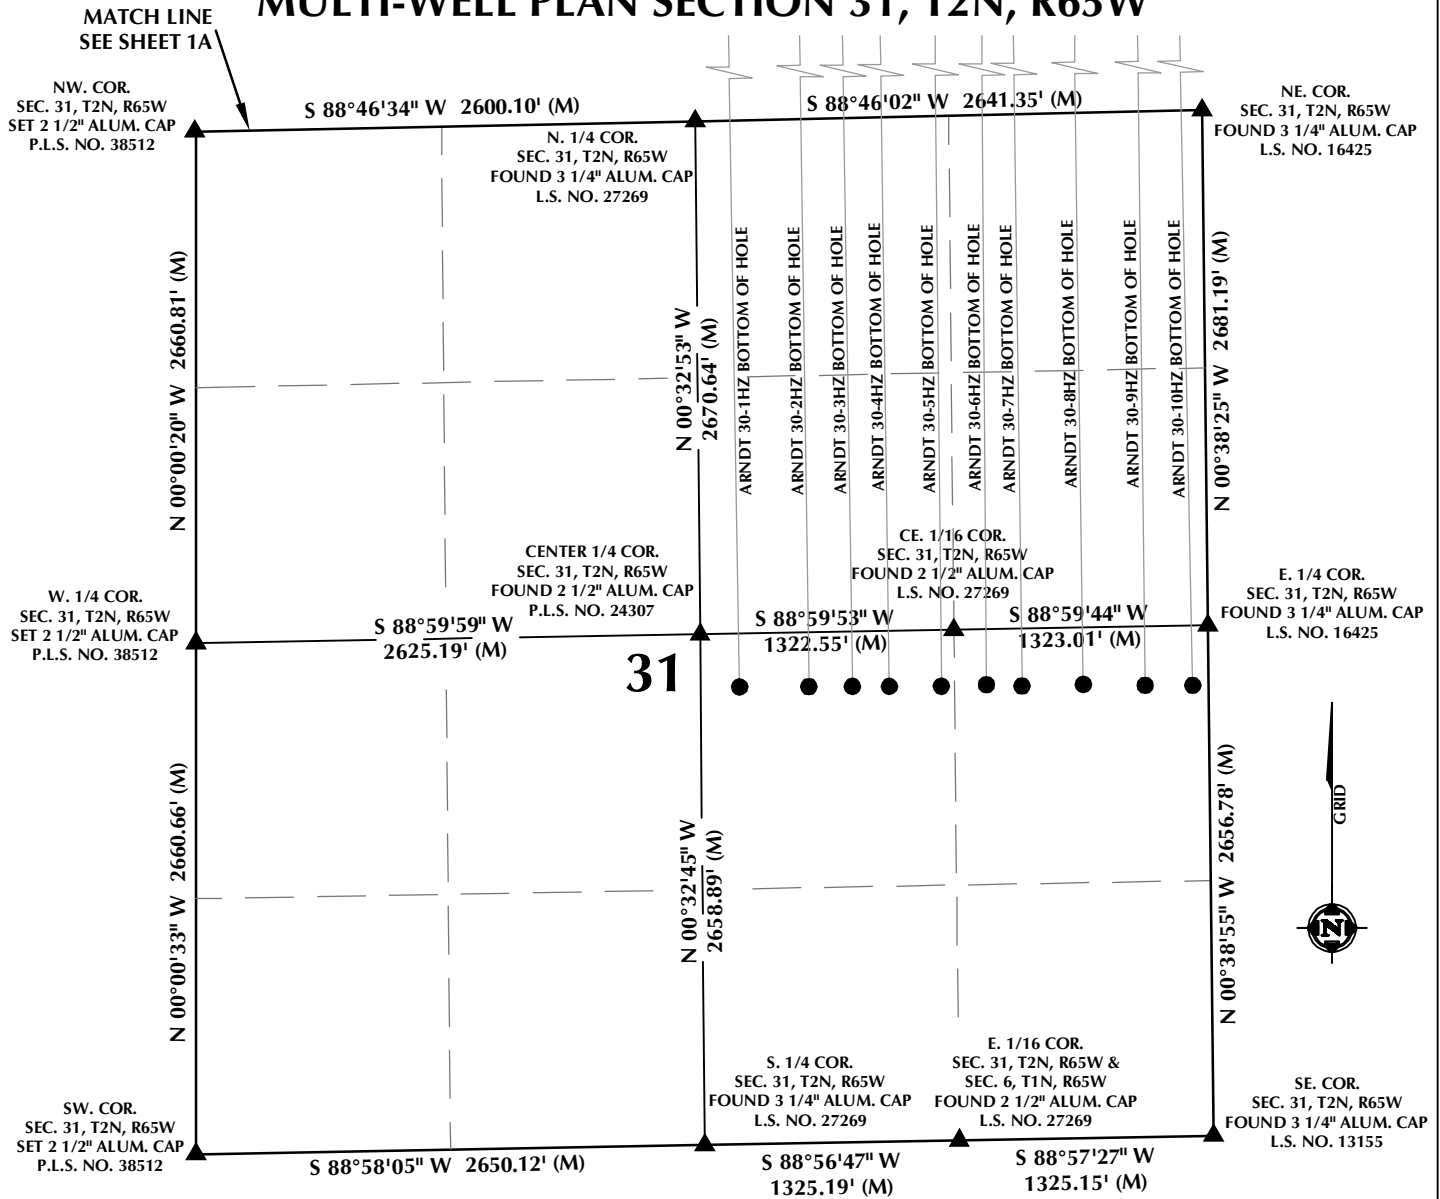 MULTI-WELL PLAN SECTION 31, T2N, R65W
MATCH LINE
SEE SHEET 1A
NW. COR.
SEC. 31, T2N, R65W
SET 2 1/2" ALUM. CAP
P.L.S. NO. 38512
S 88°46'34" W 2600.10' (M)
N. 1/4 COR.
SEC. 31, T2N, R65W
FOUND 3 1/4" ALUM. CAP
L.S. NO. 27269
S 88°46'02" W 2641.35' (M)
NE. COR.
SEC. 31, T2N, R65W
FOUND 3 1/4" ALUM. CAP
L.S. NO. 16425
N 00°00'20" W 2660.81' (M)
N 00°32'53" W
2670.64' (M)
ARNDT 30-1HZ BOTTOM OF HOLE
ARNDT 30-2HZ BOTTOM OF HOLE
ARNDT 30-3HZ BOTTOM OF HOLE
ARNDT 30-4HZ BOTTOM OF HOLE
ARNDT 30-5HZ BOTTOM OF HOLE
ARNDT 30-6HZ BOTTOM OF HOLE
ARNDT 30-7HZ BOTTOM OF HOLE
ARNDT 30-8HZ BOTTOM OF HOLE
ARNDT 30-9HZ BOTTOM OF HOLE
ARNDT 30-10HZ BOTTOM OF HOLE
N 00°38'25" W 2681.19' (M)
W. 1/4 COR.
SEC. 31, T2N, R65W
SET 2 1/2" ALUM. CAP
P.L.S. NO. 38512
CENTER 1/4 COR.
SEC. 31, T2N, R65W
FOUND 2 1/2" ALUM. CAP
P.L.S. NO. 24307
CE. 1/16 COR.
SEC. 31, T2N, R65W
FOUND 2 1/2" ALUM. CAP
L.S. NO. 27269
E. 1/4 COR.
SEC. 31, T2N, R65W
FOUND 3 1/4" ALUM. CAP
L.S. NO. 16425
S 88°59'59" W
2625.19' (M)
S 88°59'53" W
1322.55' (M)
S 88°59'44" W
1323.01' (M)
31
N 00°00'33" W 2660.66' (M)
N 00°32'45" W
2658.89' (M)
N 00°38'55" W 2656.78' (M)
GRID
N
SW. COR.
SEC. 31, T2N, R65W
SET 2 1/2" ALUM. CAP
P.L.S. NO. 38512
S. 1/4 COR.
SEC. 31, T2N, R65W
FOUND 3 1/4" ALUM. CAP
L.S. NO. 27269
E. 1/16 COR.
SEC. 31, T2N, R65W &
SEC. 6, T1N, R65W
FOUND 2 1/2" ALUM. CAP
L.S. NO. 27269
SE. COR.
SEC. 31, T2N, R65W
FOUND 3 1/4" ALUM. CAP
L.S. NO. 13155
S 88°58'05" W 2650.12' (M)
S 88°56'47" W
1325.19' (M)
S 88°57'27" W
1325.15' (M)